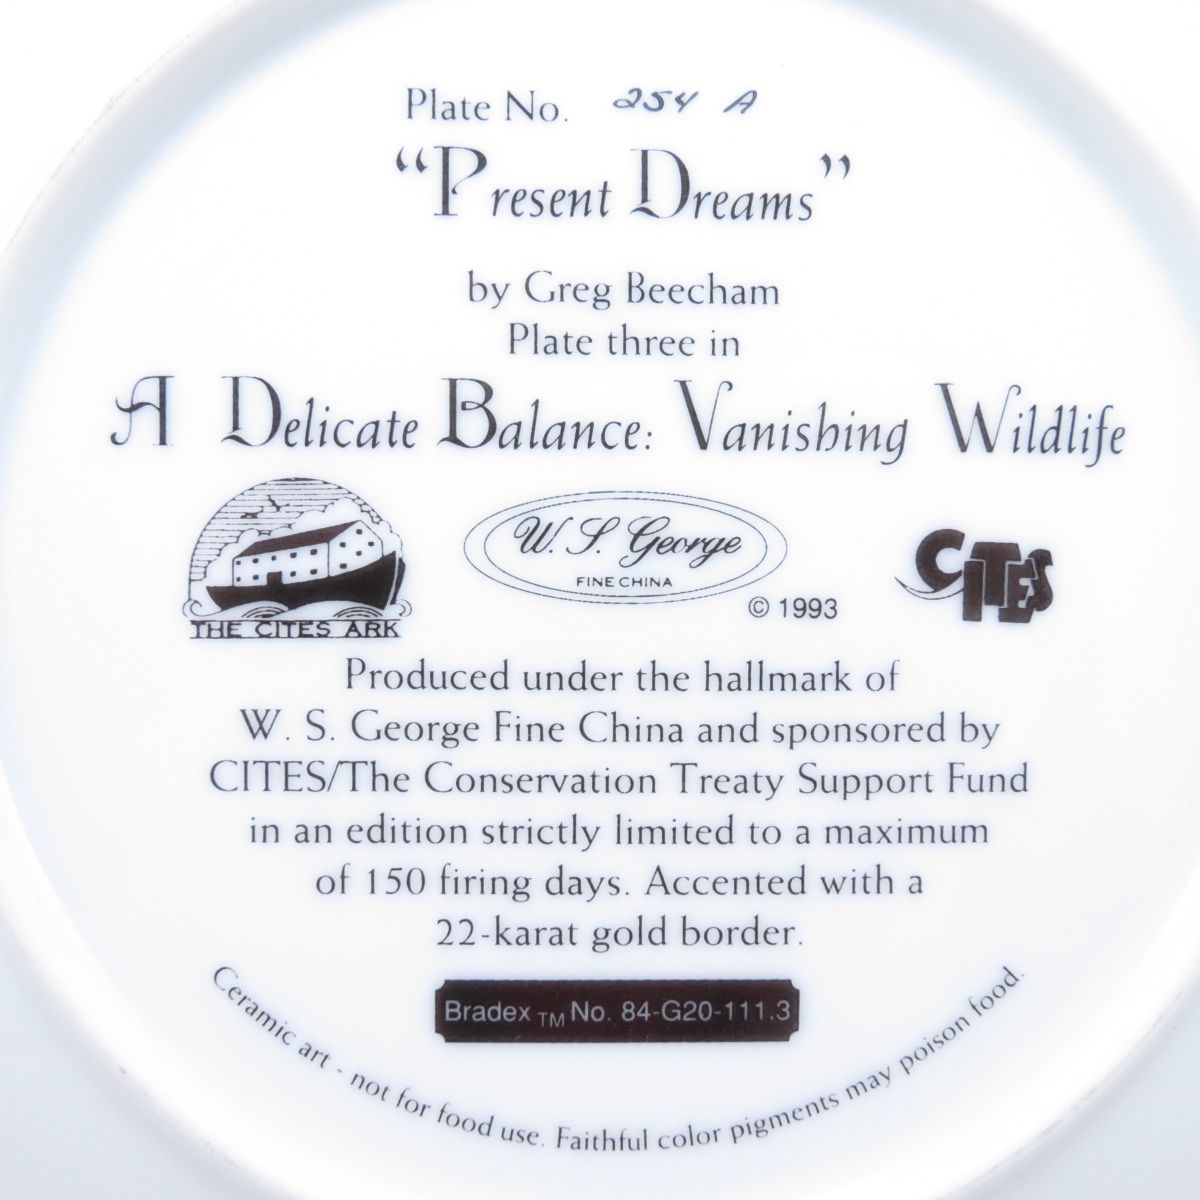 Plate No. 254 A
“Present Dreams”
by Greg Beecham
Plate three in
A Delicate Balance: Vanishing Wildlife
THE CITES ARK
W. S. George
FINE CHINA
© 1993
CITES
Produced under the hallmark of
W. S. George Fine China and sponsored by
CITES/The Conservation Treaty Support Fund
in an edition strictly limited to a maximum
of 150 firing days. Accented with a
22-karat gold border.
Bradex TM No. 84-G20-111.3
Ceramic art - not for food use. Faithful color pigments may poison food.